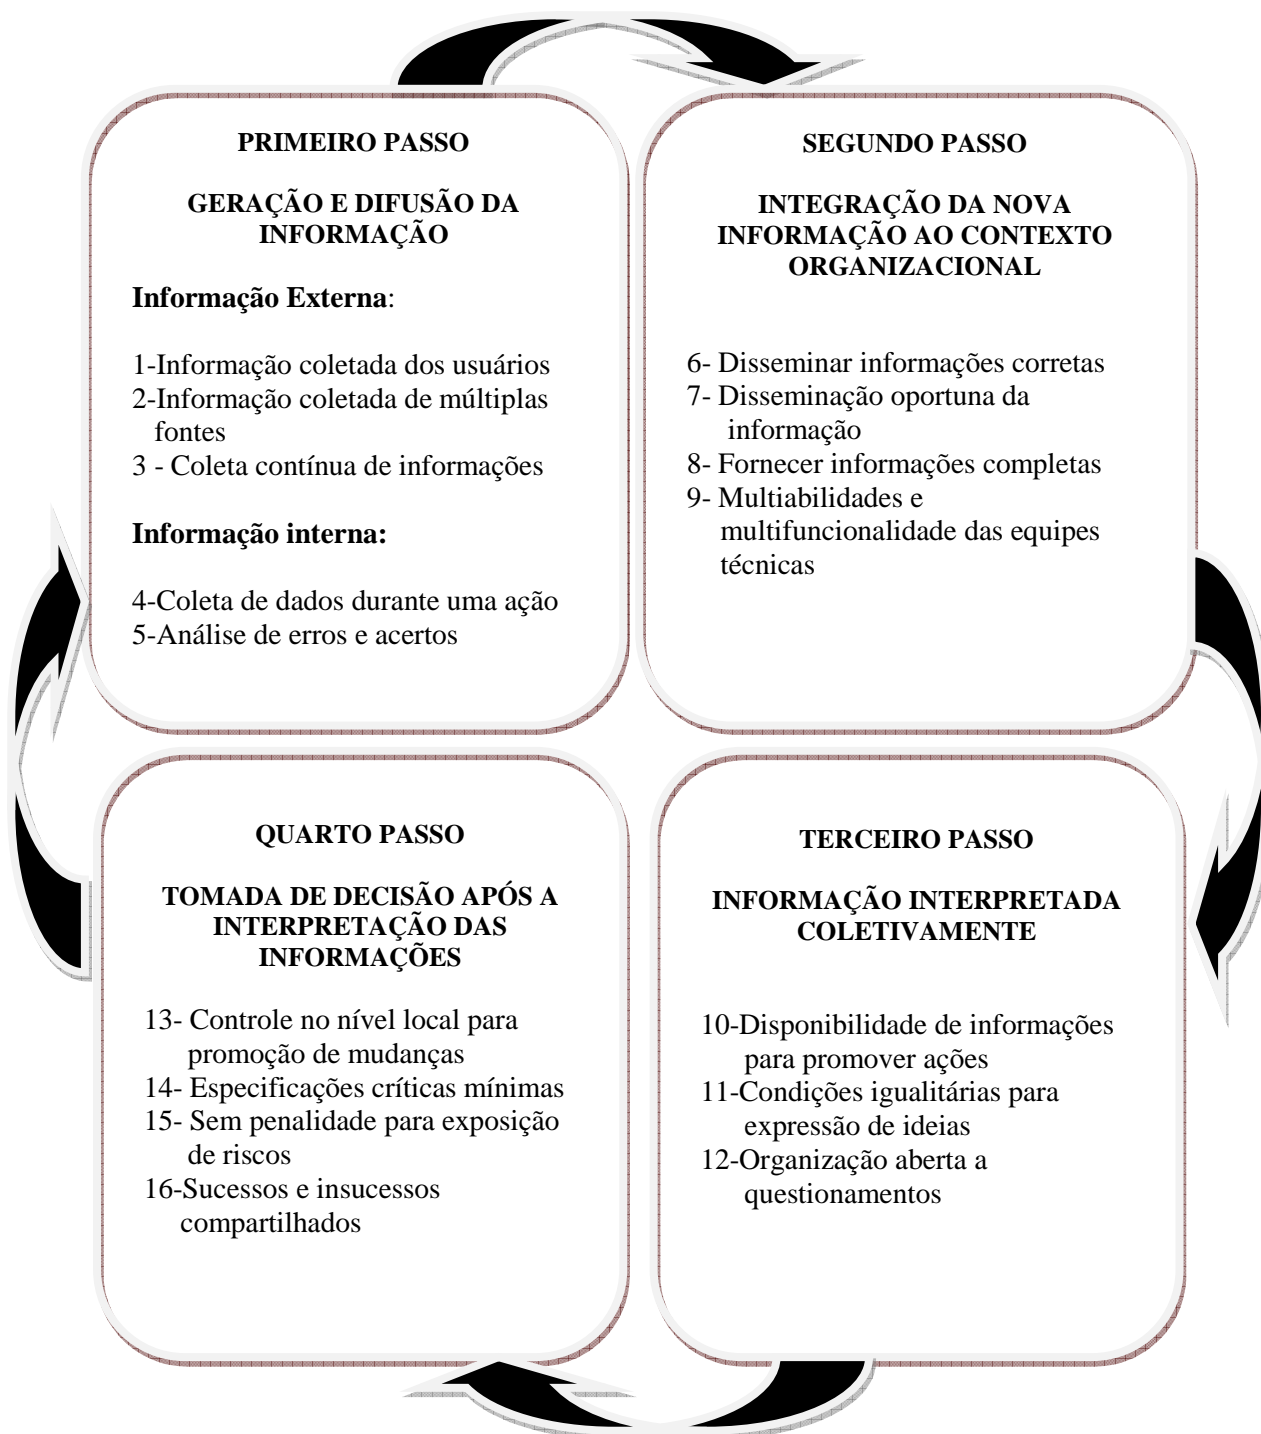 PRIMEIRO PASSO
GERAÇÃO E DIFUSÃO DA
INFORMAÇÃO
Informação Externa:
1-Informação coletada dos usuários
2-Informação coletada de múltiplas
fontes
3 - Coleta contínua de informações
Informação interna:
4-Coleta de dados durante uma ação
5-Análise de erros e acertos
SEGUNDO PASSO
INTEGRAÇÃO DA NOVA
INFORMAÇÃO AO CONTEXTO
ORGANIZACIONAL
6- Disseminar informações corretas
7- Disseminação oportuna da
informação
8- Fornecer informações completas
9- Multiabilidades e
multifuncionalidade das equipes
técnicas
TERCEIRO PASSO
INFORMAÇÃO INTERPRETADA
COLETIVAMENTE
10-Disponibilidade de informações
para promover ações
11-Condições igualitárias para
expressão de ideias
12-Organização aberta a
questionamentos
QUARTO PASSO
TOMADA DE DECISÃO APÓS A
INTERPRETAÇÃO DAS
INFORMAÇÕES
13- Controle no nível local para
promoção de mudanças
14- Especificações críticas mínimas
15- Sem penalidade para exposição
de riscos
16-Sucessos e insucessos
compartilhados